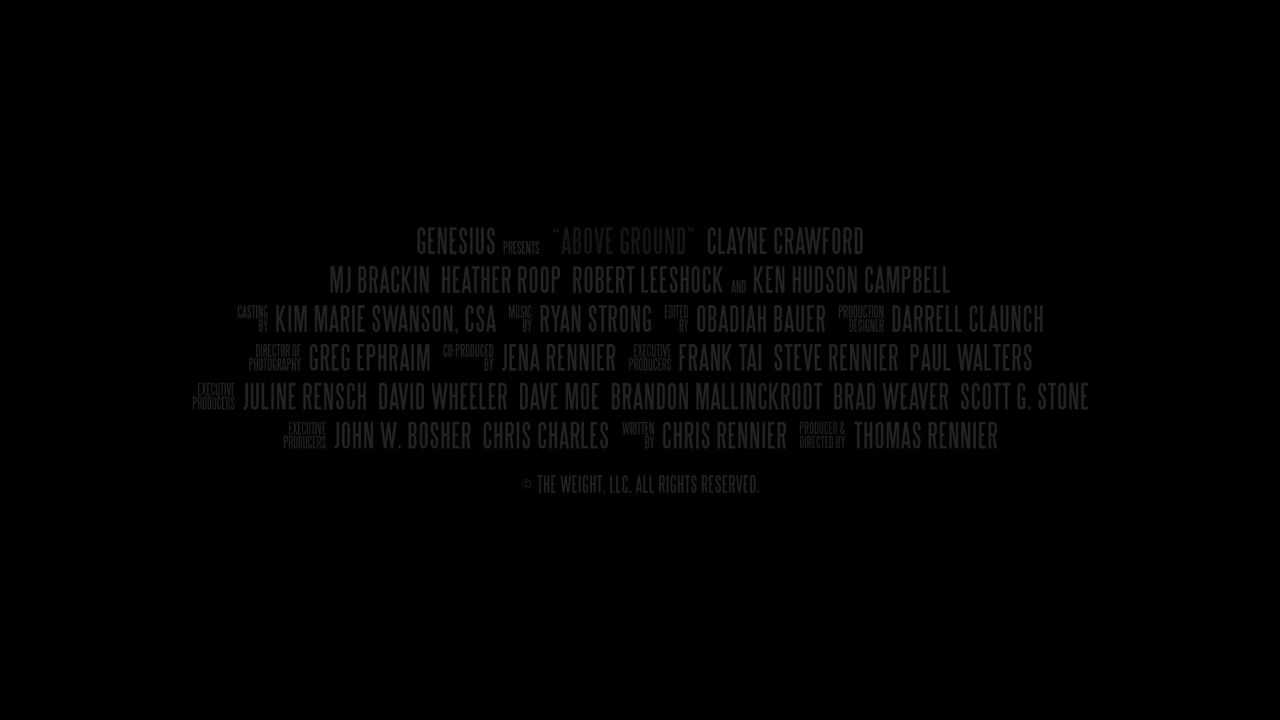 GENESIUS PRESENTS "ABOVE GROUND" CLAYNE CRAWFORD
MJ BRACKIN HEATHER ROOP ROBERT LEESHOCK AND KEN HUDSON CAMPBELL
CASTING BY KIM MARIE SWANSON, CSA MUSIC BY RYAN STRONG EDITED BY OBADIAH BAUER PRODUCTION DESIGNER DARRELL CLAUNCH
DIRECTOR OF PHOTOGRAPHY GREG EPHRAIM CO-PRODUCED BY JENA RENNIER EXECUTIVE PRODUCERS FRANK TAI STEVE RENNIER PAUL WALTERS
EXECUTIVE PRODUCERS JULINE RENSCH DAVID WHEELER DAVE MOE BRANDON MALLINCKRODT BRAD WEAVER SCOTT G. STONE
EXECUTIVE PRODUCERS JOHN W. BOSHER CHRIS CHARLES WRITTEN BY CHRIS RENNIER PRODUCED & DIRECTED BY THOMAS RENNIER
© THE WEIGHT, LLC. ALL RIGHTS RESERVED.